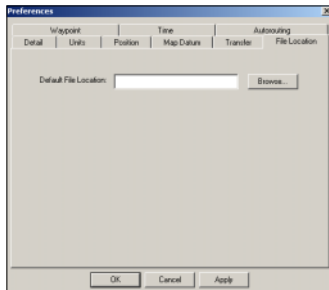 Preferences
Waypoint Time Autorouting
Detail Units Position Map Datum Transfer File Location
Default File Location: Browse...
OK Cancel Apply